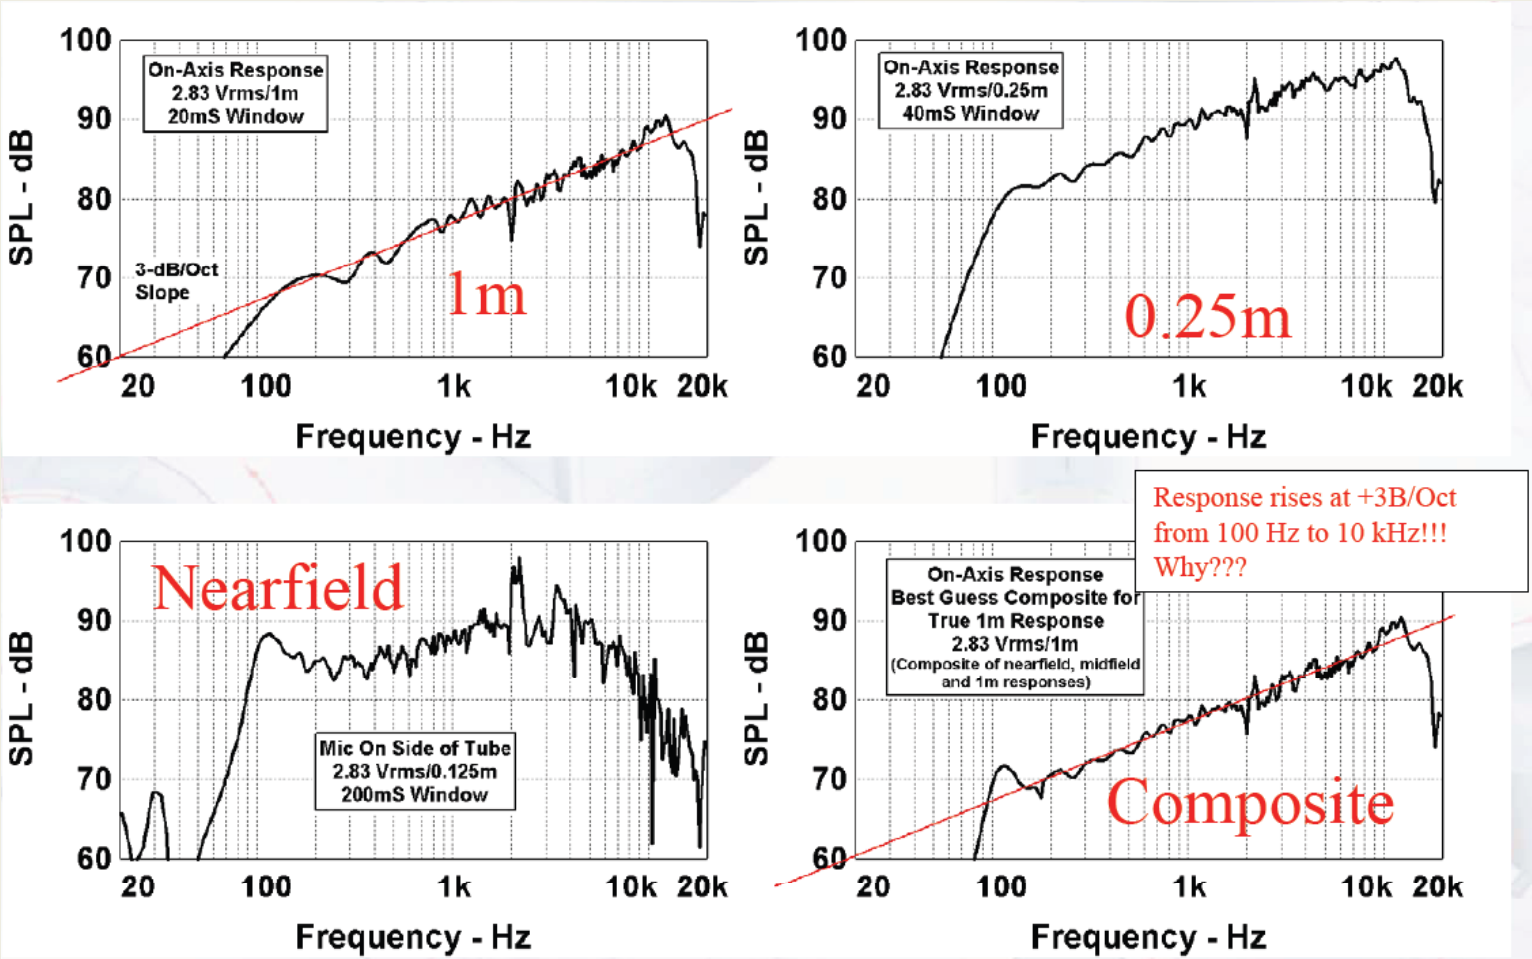 100
90
80
70
60
SPL - dB
On-Axis Response
2.83 Vrms/1m
20mS Window
3-dB/Oct
Slope
1m
20 100 1k 10k 20k
Frequency - Hz
100
90
80
70
60
SPL - dB
On-Axis Response
2.83 Vrms/0.25m
40mS Window
0.25m
20 100 1k 10k 20k
Frequency - Hz
100
90
80
70
60
SPL - dB
Nearfield
Mic On Side of Tube
2.83 Vrms/0.125m
200mS Window
20 100 1k 10k 20k
Frequency - Hz
Response rises at +3B/Oct
from 100 Hz to 10 kHz!!!
Why???
100
90
80
70
60
SPL - dB
On-Axis Response
Best Guess Composite for
True 1m Response
2.83 Vrms/1m
(Composite of nearfield, midfield
and 1m responses)
Composite
20 100 1k 10k 20k
Frequency - Hz